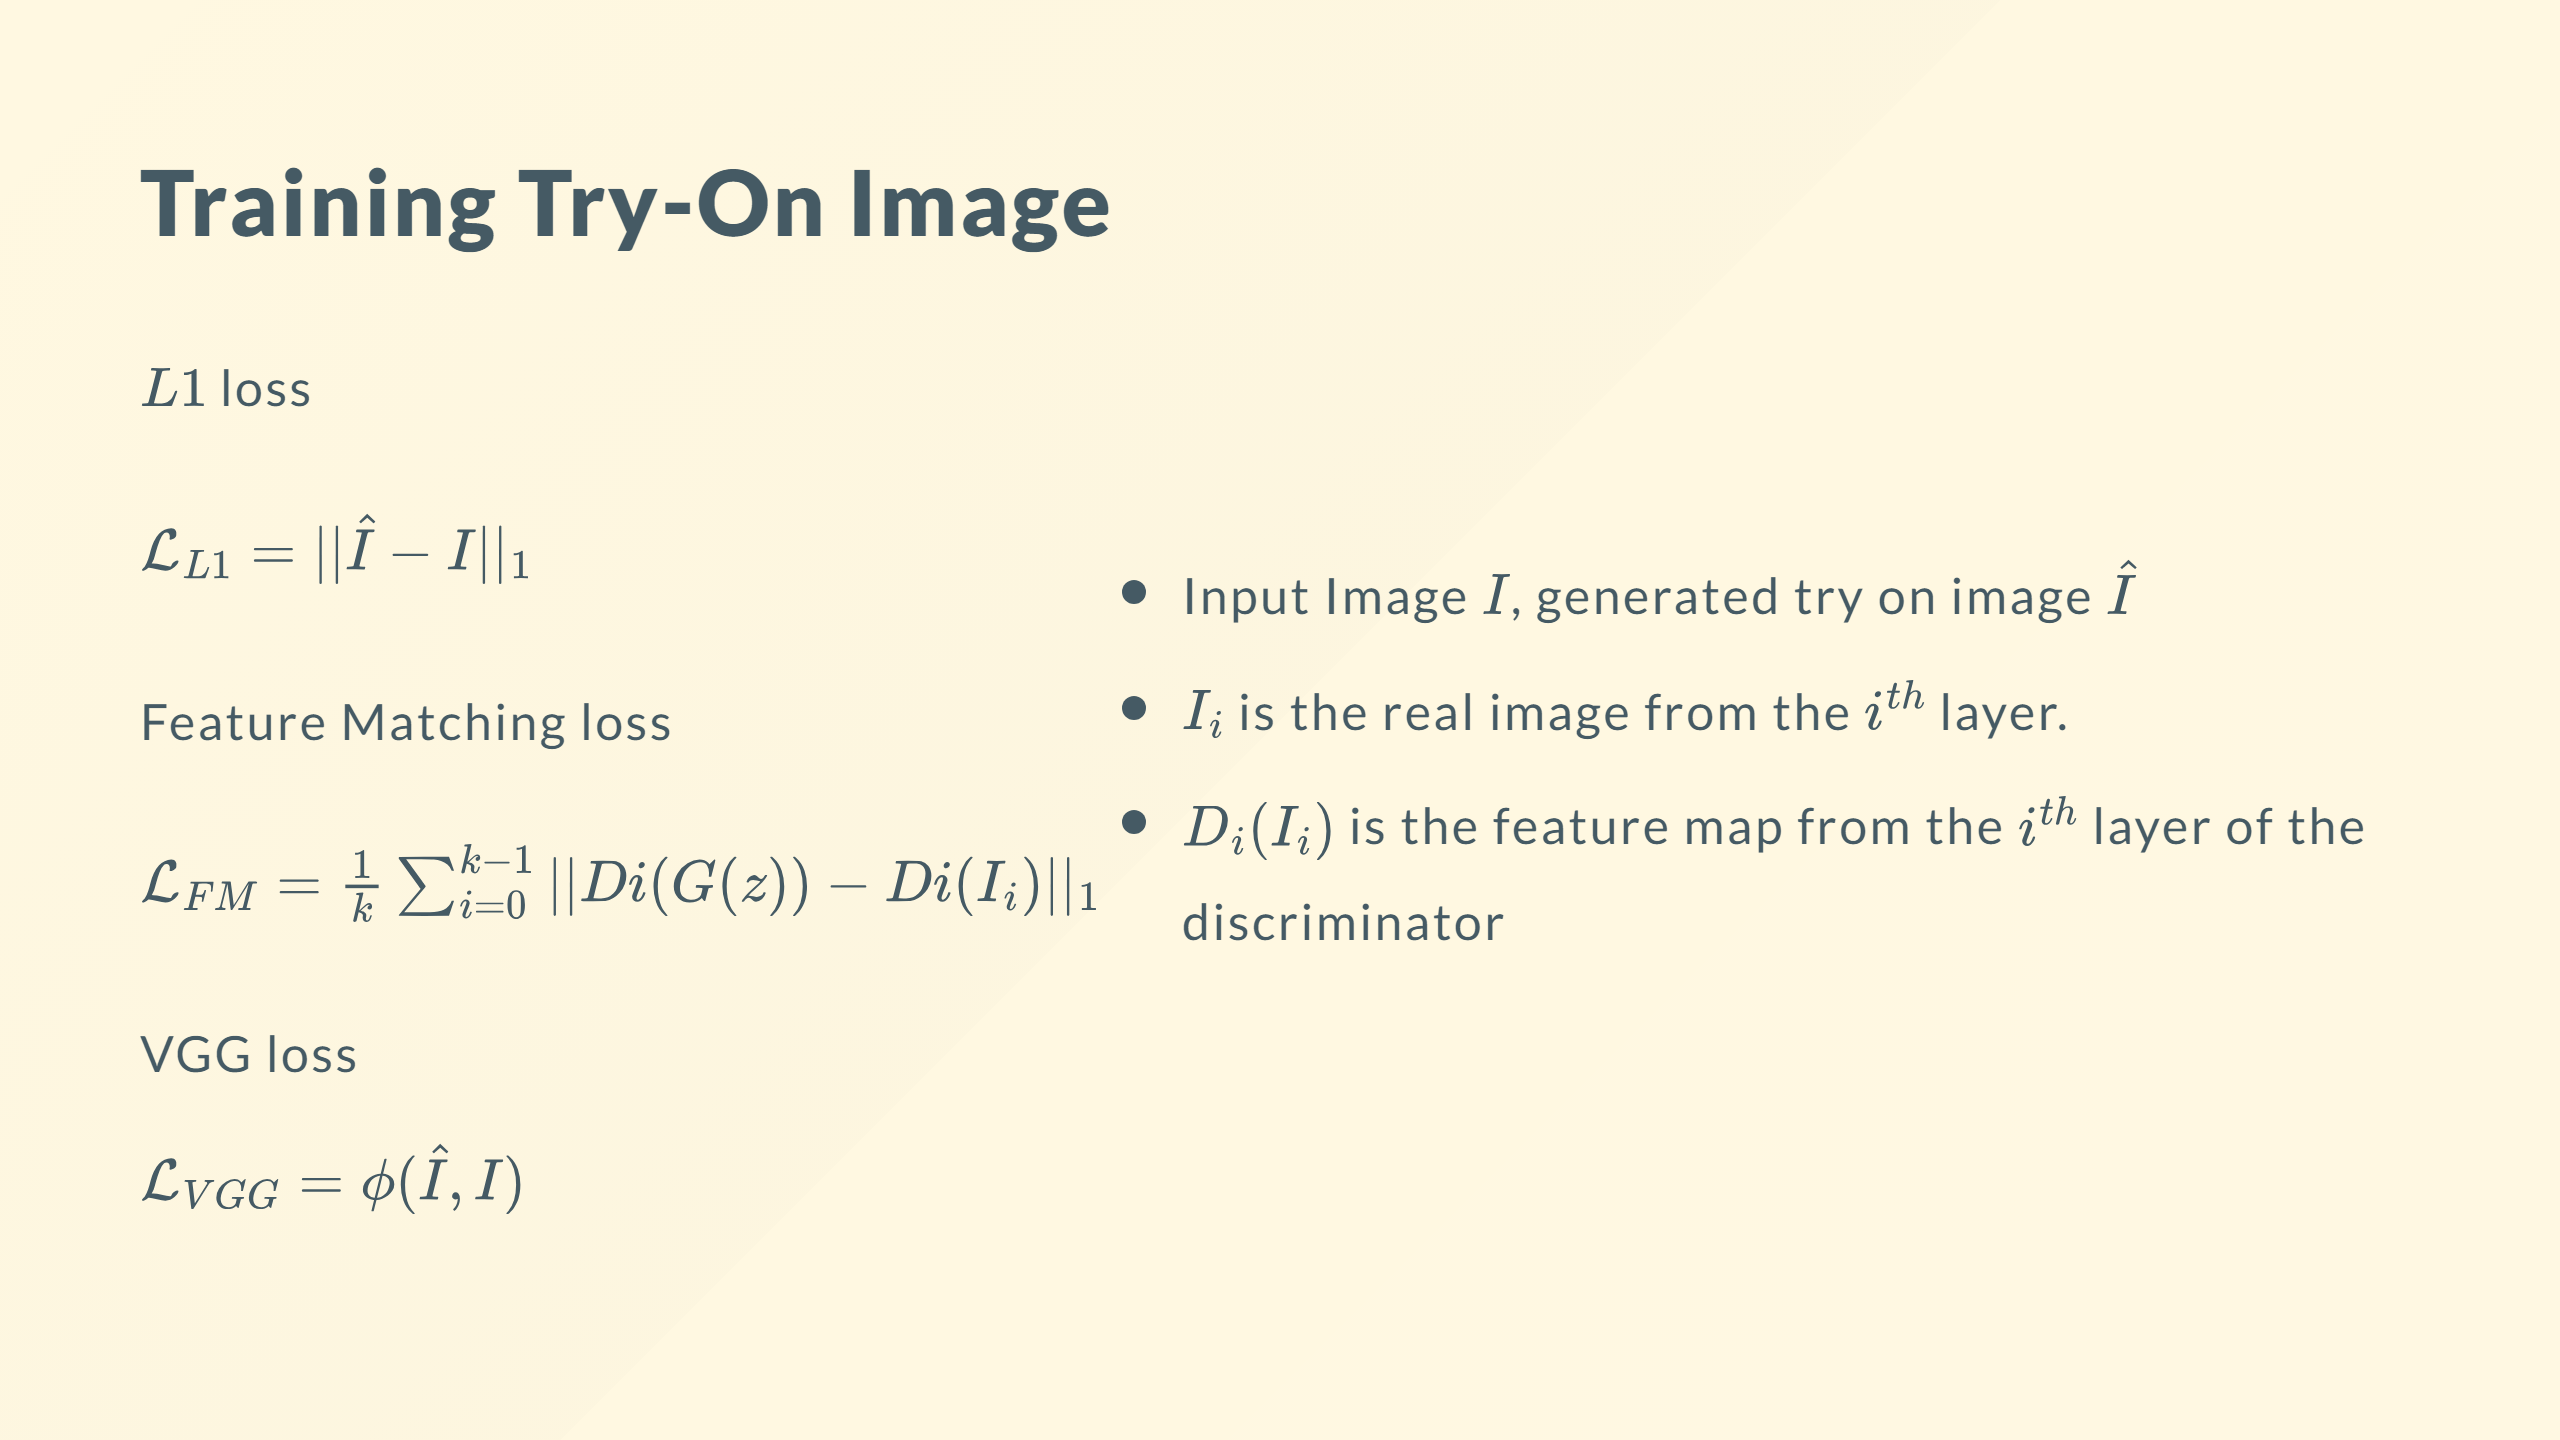 Training Try-On Image
L1 loss
ℒ_{L1} = ||Î − I||_1
Feature Matching loss
ℒ_{FM} = \frac{1}{k} ∑_{i=0}^{k−1} ||Di(G(z)) − Di(I_i)||_1
VGG loss
ℒ_{VGG} = ϕ(Î, I)
• Input Image I, generated try on image Î
• I_i is the real image from the i^{th} layer.
• D_i(I_i) is the feature map from the i^{th} layer of the
discriminator